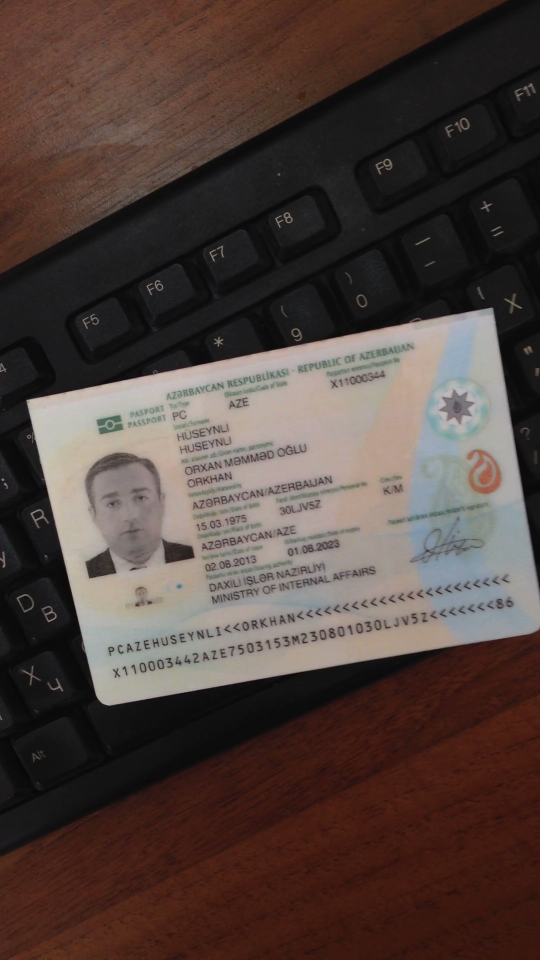 F11
F10
F9
F8
F7
F6
F5
+
=
—
–
)
0
(
9
*
X
R
D
B
X
Ч
Alt
AZƏRBAYCAN RESPUBLİKASI - REPUBLIC OF AZERBAIJAN
PASPORT
PASSPORT
PC
AZE
X11000344
HUSEYNLİ
HUSEYNLI
ORXAN MƏMMƏD OĞLU
ORKHAN
AZƏRBAYCAN/AZERBAIJAN
15.03.1975
30LJV5Z
K/M
AZƏRBAYCAN/AZE
02.08.2013
01.08.2023
DAXİLİ İŞLƏR NAZİRLİYİ
MINISTRY OF INTERNAL AFFAIRS
PCAZEHUSEYNLI<<ORKHAN<<<<<<<<<<<<<<<<<<<<<<<
X110003442AZE7503153M230801030LJV5Z<<<<<<<86